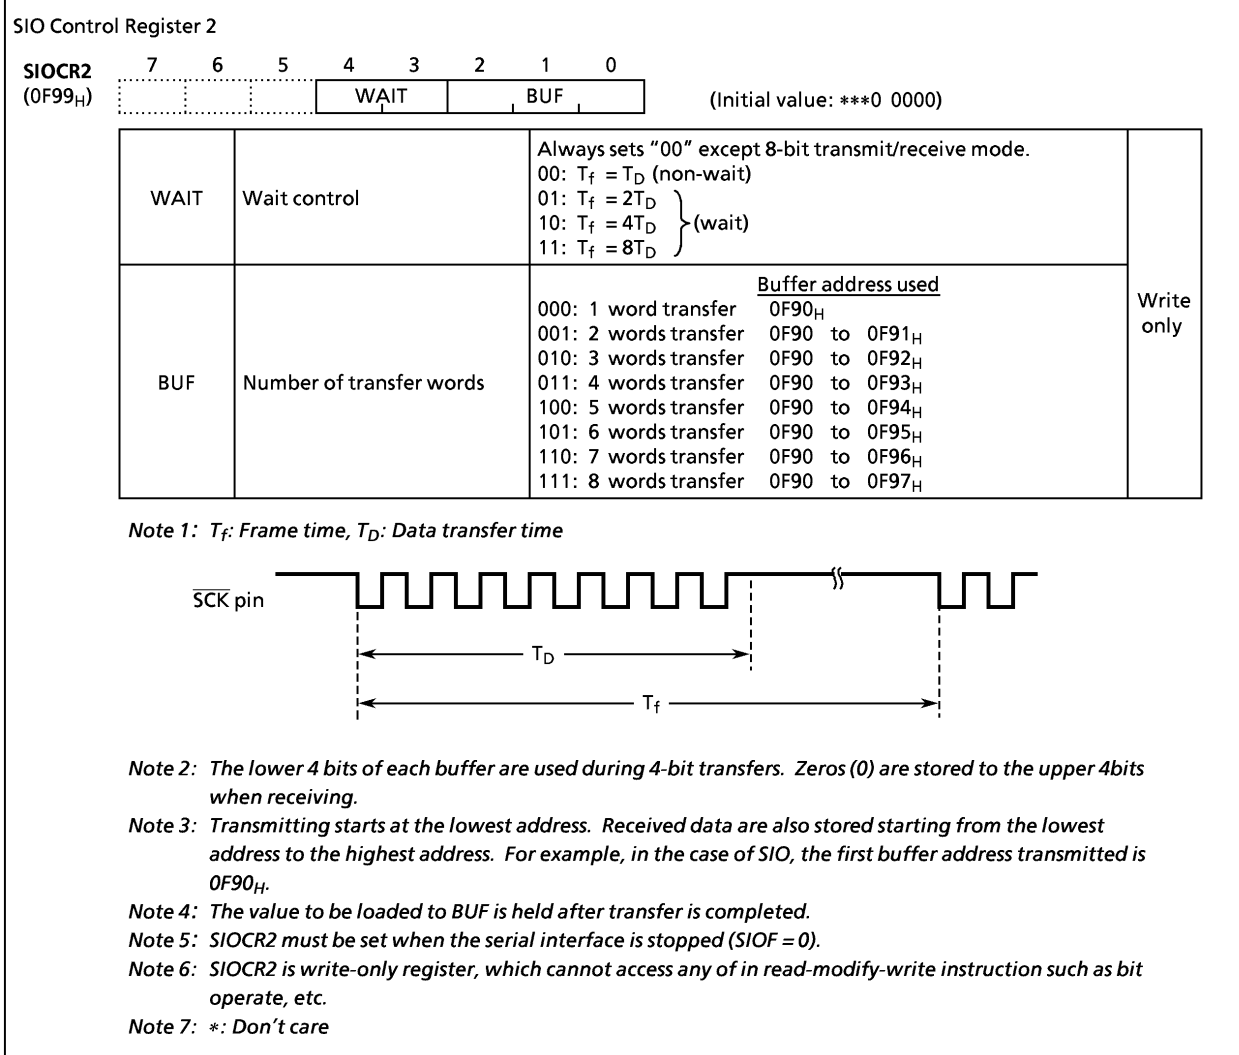 SIO Control Register 2
7 6 5 4 3 2 1 0
SIOCR2
(0F99H)
WAIT BUF
(Initial value: ***0 0000)
WAIT
Wait control
Always sets "00" except 8-bit transmit/receive mode.
00: Tf = TD (non-wait)
01: Tf = 2TD
10: Tf = 4TD
11: Tf = 8TD
(wait)
BUF
Number of transfer words
Buffer address used
000: 1 word transfer 0F90H
001: 2 words transfer 0F90 to 0F91H
010: 3 words transfer 0F90 to 0F92H
011: 4 words transfer 0F90 to 0F93H
100: 5 words transfer 0F90 to 0F94H
101: 6 words transfer 0F90 to 0F95H
110: 7 words transfer 0F90 to 0F96H
111: 8 words transfer 0F90 to 0F97H
Write
only
Note 1: Tf: Frame time, TD: Data transfer time
SCK pin
TD
Tf
Note 2: The lower 4 bits of each buffer are used during 4-bit transfers. Zeros (0) are stored to the upper 4bits
when receiving.
Note 3: Transmitting starts at the lowest address. Received data are also stored starting from the lowest
address to the highest address. For example, in the case of SIO, the first buffer address transmitted is
0F90H.
Note 4: The value to be loaded to BUF is held after transfer is completed.
Note 5: SIOCR2 must be set when the serial interface is stopped (SIOF = 0).
Note 6: SIOCR2 is write-only register, which cannot access any of in read-modify-write instruction such as bit
operate, etc.
Note 7: *: Don't care